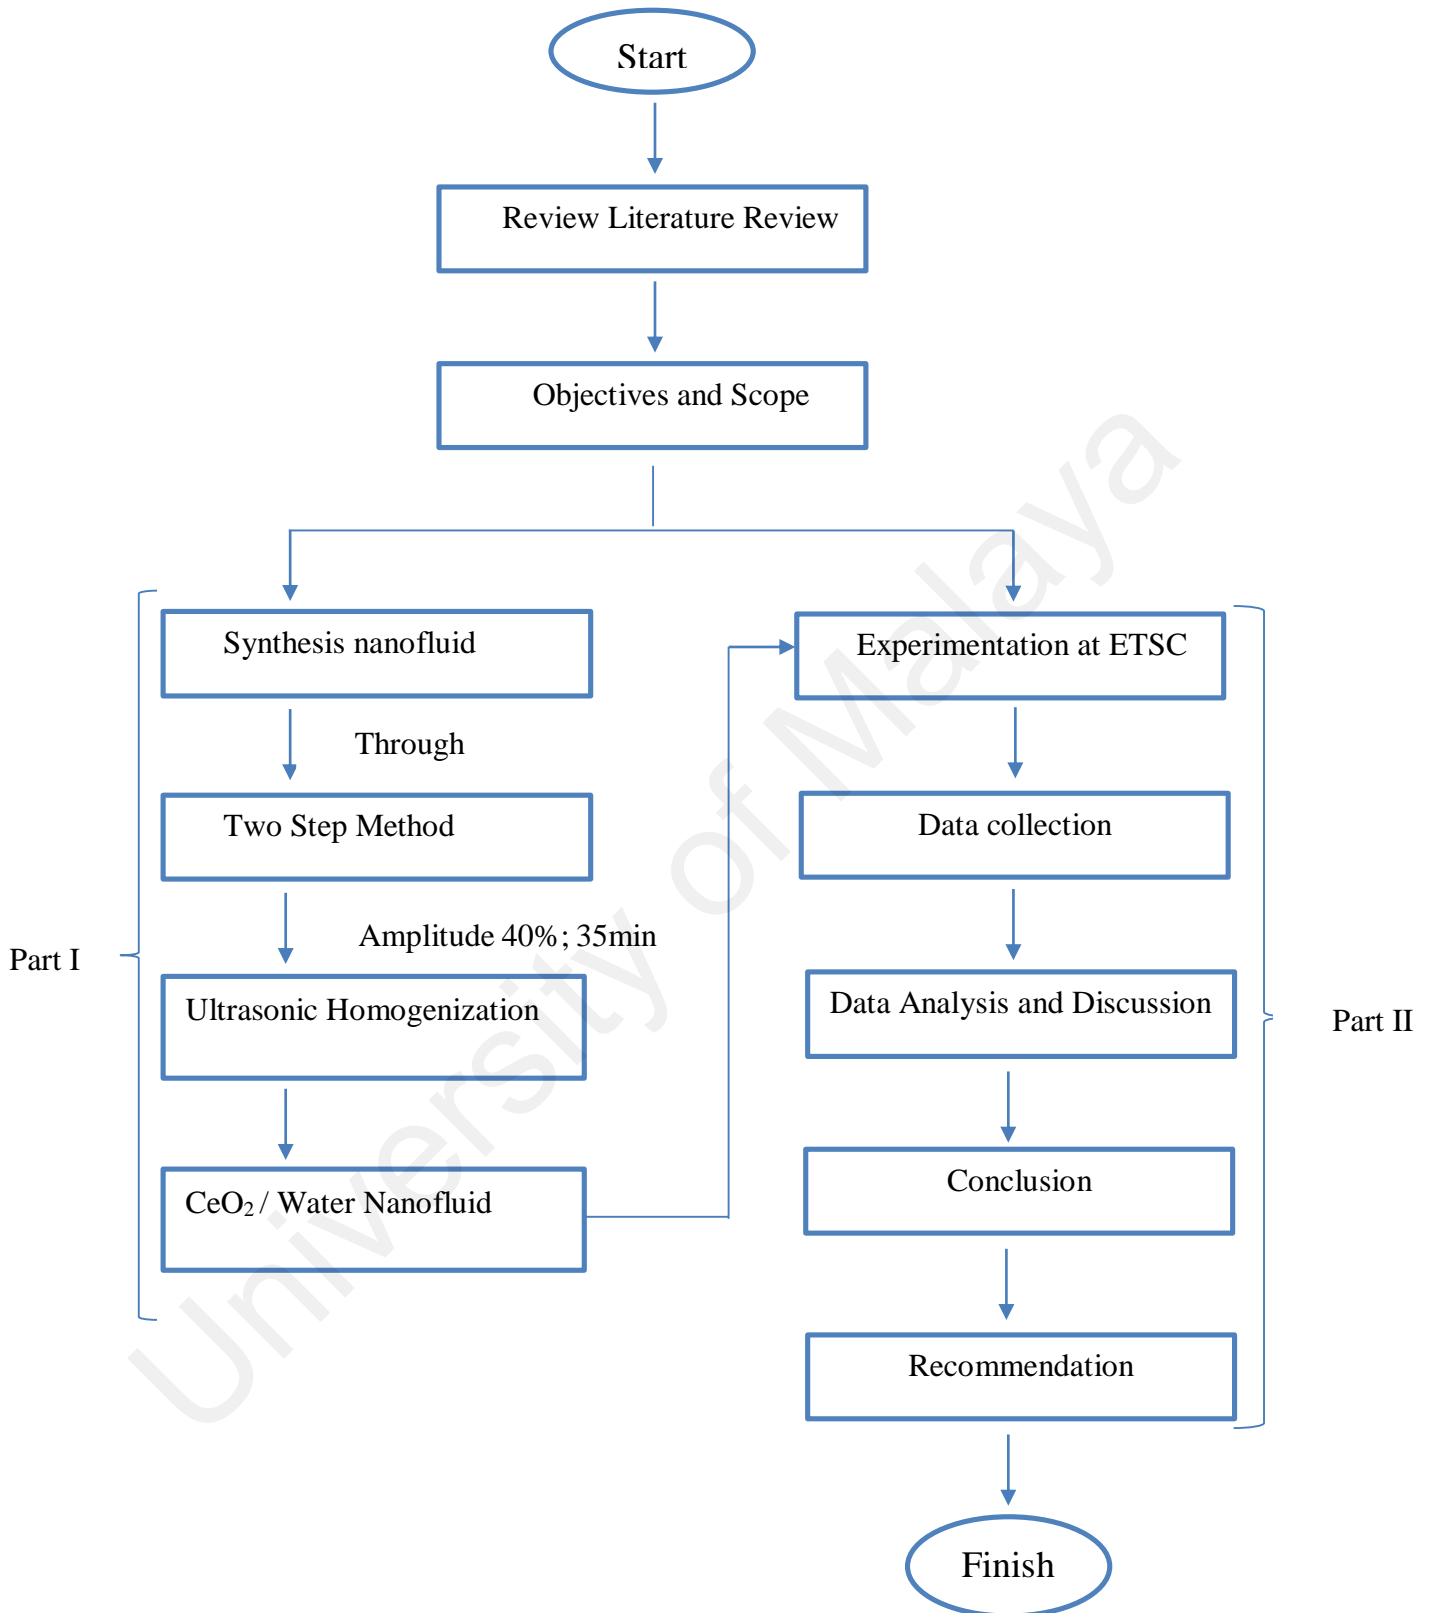 Start
Review Literature Review
Objectives and Scope
Part I
Synthesis nanofluid
Through
Two Step Method
Amplitude 40%; 35min
Ultrasonic Homogenization
CeO₂ / Water Nanofluid
Experimentation at ETSC
Data collection
Data Analysis and Discussion
Conclusion
Recommendation
Part II
Finish
University of Malaya